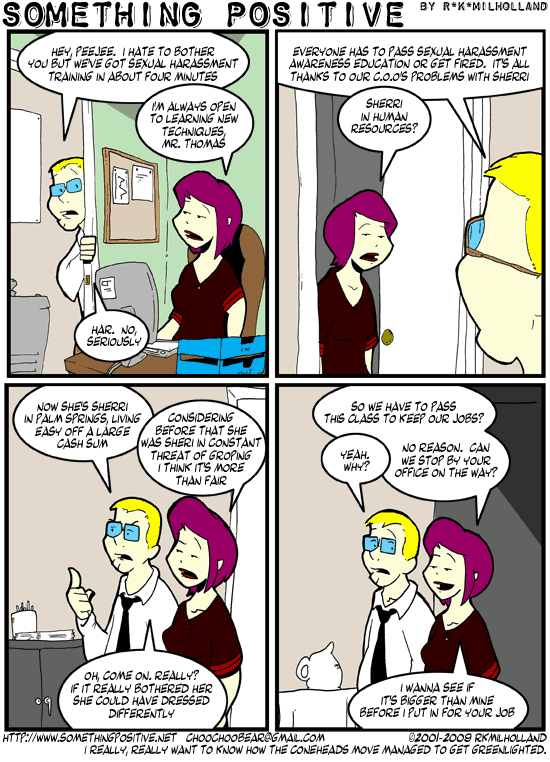 SOMETHING POSITIVE BY R*K*MILHOLLAND
HEY, PEEJEE. I HATE TO BOTHER
YOU BUT WE'VE GOT SEXUAL HARASSMENT
TRAINING IN ABOUT FOUR MINUTES
I'M ALWAYS OPEN
TO LEARNING NEW
TECHNIQUES,
MR. THOMAS
HAR. NO,
SERIOUSLY
IN
OUT
EVERYONE HAS TO PASS SEXUAL HARASSMENT
AWARENESS EDUCATION OR GET FIRED. IT'S ALL
THANKS TO OUR C.O.O'S PROBLEMS WITH SHERRI
SHERRI
IN HUMAN
RESOURCES?
NOW SHE'S SHERRI
IN PALM SPRINGS, LIVING
EASY OFF A LARGE
CASH SUM
CONSIDERING
BEFORE THAT SHE
WAS SHERI IN CONSTANT
THREAT OF GROPING
I THINK IT'S MORE
THAN FAIR
OH, COME ON. REALLY?
IF IT REALLY BOTHERED HER
SHE COULD HAVE DRESSED
DIFFERENTLY
SO WE HAVE TO PASS
THIS CLASS TO KEEP OUR JOBS?
YEAH.
WHY?
NO REASON. CAN
WE STOP BY YOUR
OFFICE ON THE WAY?
I WANNA SEE IF
IT'S BIGGER THAN MINE
BEFORE I PUT IN FOR YOUR JOB
HTTP://WWW.SOMETHINGPOSITIVE.NET CHOOCHOOBEAR@GMAIL.COM ©2001-2009 RKMILHOLLAND
I REALLY, REALLY WANT TO KNOW HOW THE CONEHEADS MOVIE MANAGED TO GET GREENLIGHTED.